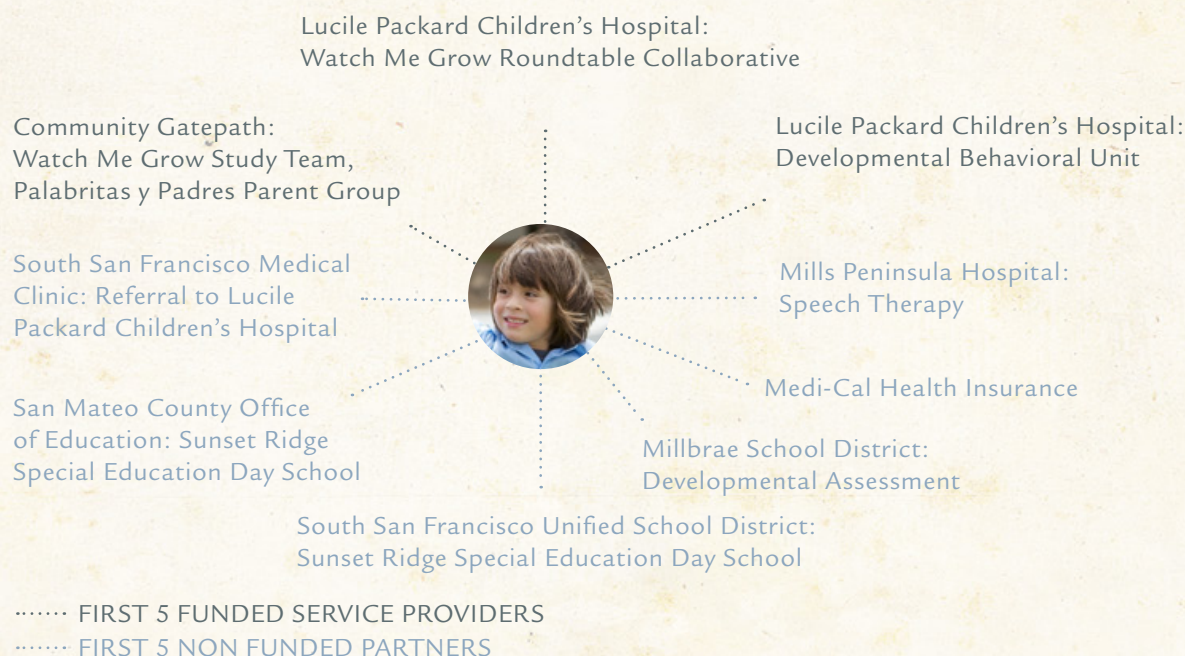 Lucile Packard Children’s Hospital:
Watch Me Grow Roundtable Collaborative
Community Gatepath:
Watch Me Grow Study Team,
Palabritas y Padres Parent Group
Lucile Packard Children’s Hospital:
Developmental Behavioral Unit
South San Francisco Medical
Clinic: Referral to Lucile
Packard Children’s Hospital
Mills Peninsula Hospital:
Speech Therapy
Medi-Cal Health Insurance
San Mateo County Office
of Education: Sunset Ridge
Special Education Day School
Millbrae School District:
Developmental Assessment
South San Francisco Unified School District:
Sunset Ridge Special Education Day School
FIRST 5 FUNDED SERVICE PROVIDERS
FIRST 5 NON FUNDED PARTNERS